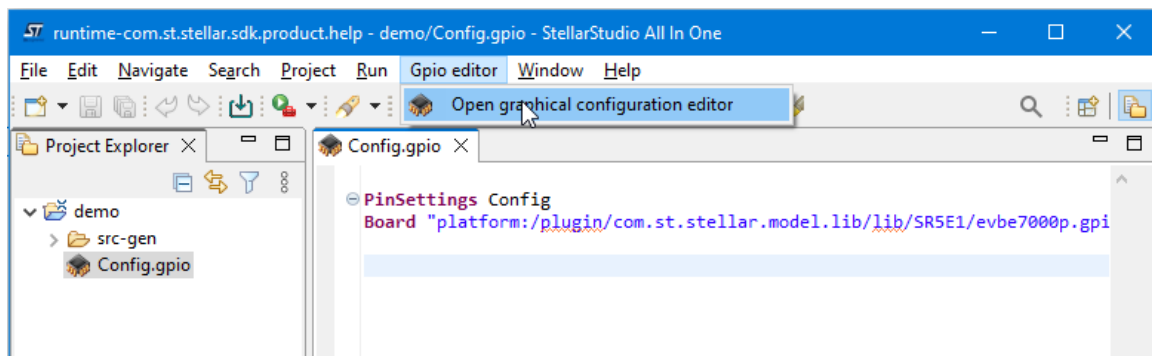 ST runtime-com.st.stellar.sdk.product.help - demo/Config.gpio - StellarStudio All In One
File Edit Navigate Search Project Run Gpio editor Window Help
Open graphical configuration editor
Project Explorer
Config.gpio
demo
src-gen
Config.gpio
PinSettings Config
Board "platform:/plugin/com.st.stellar.model.lib/lib/SR5E1/evbe7000p.gpi